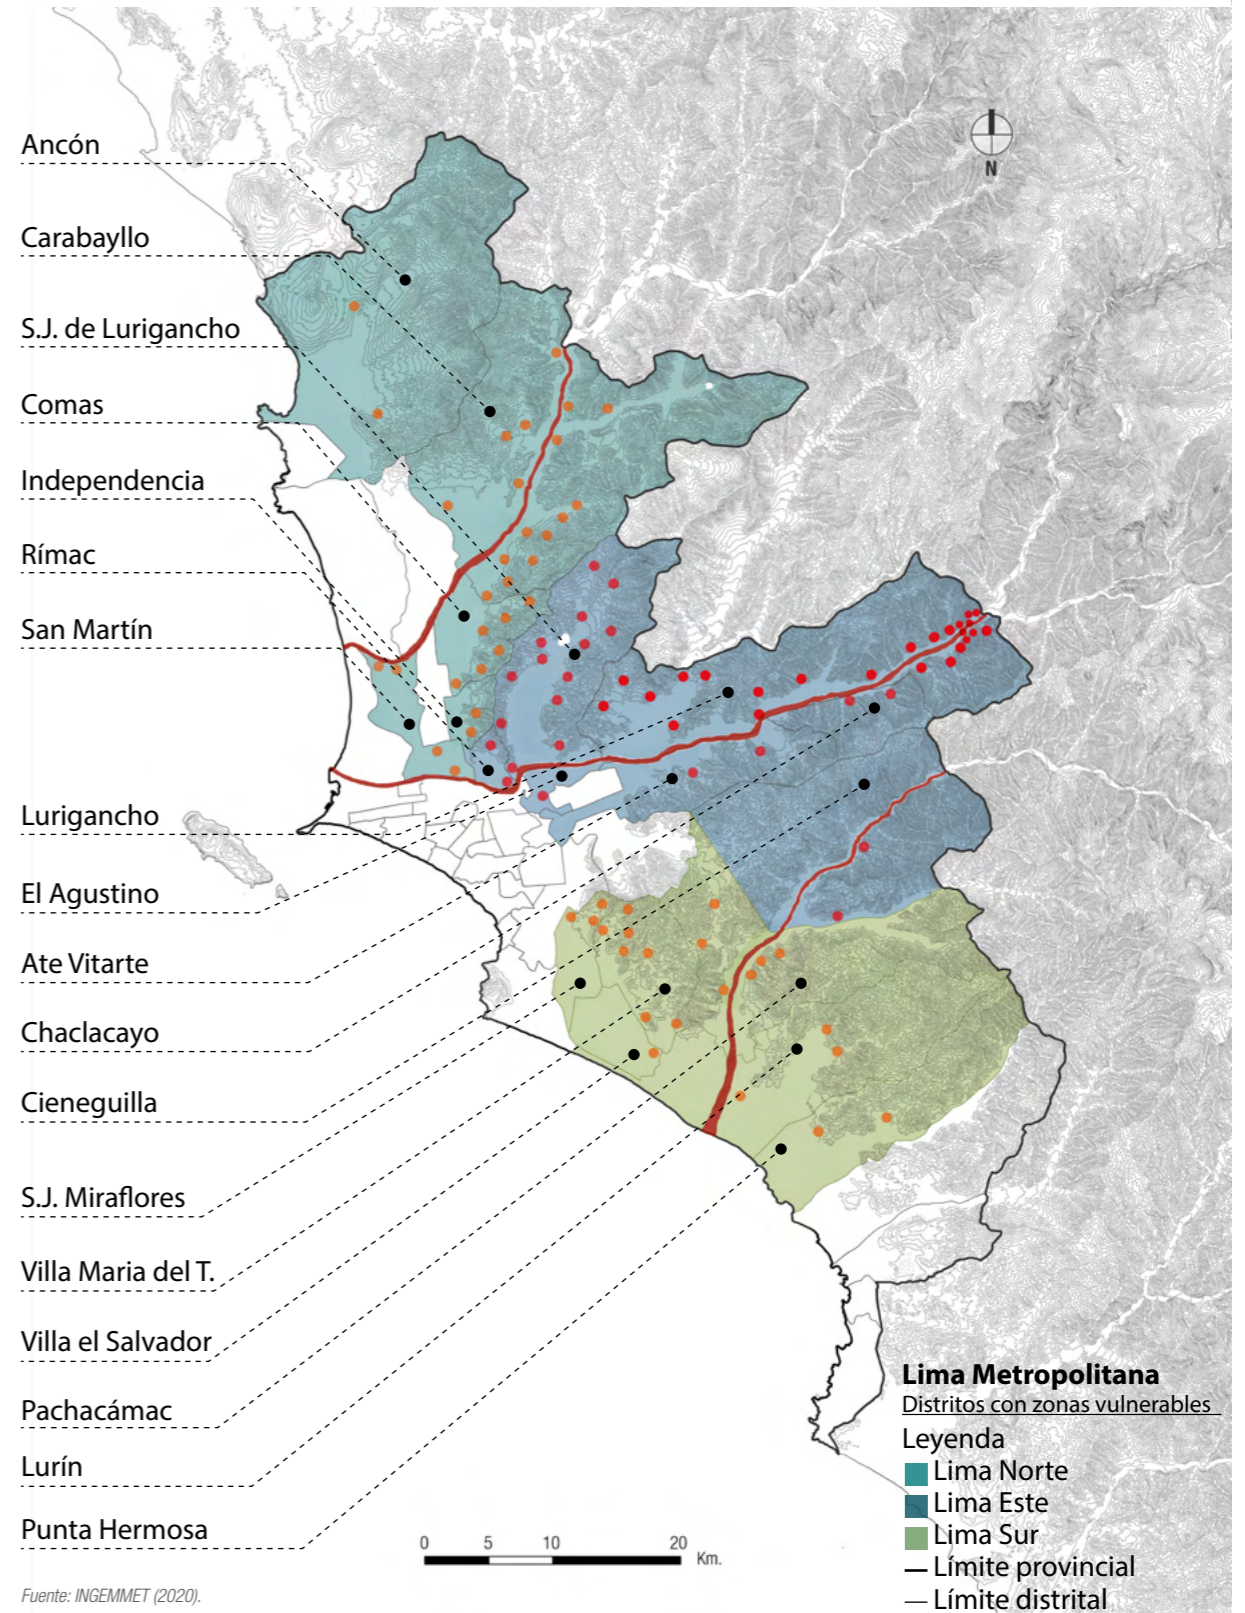 Ancón
N
Carabayllo
S.J. de Lurigancho
Comas
Independencia
Rímac
San Martín
Lurigancho
El Agustino
Ate Vitarte
Chaclacayo
Cieneguilla
S.J. Miraflores
Villa Maria del T.
Villa el Salvador
Pachacámac
Lurín
Punta Hermosa
0 5 10 20
Km.
Lima Metropolitana
Distritos con zonas vulnerables
Leyenda
Lima Norte
Lima Este
Lima Sur
Límite provincial
Límite distrital
Fuente: INGEMMET (2020).